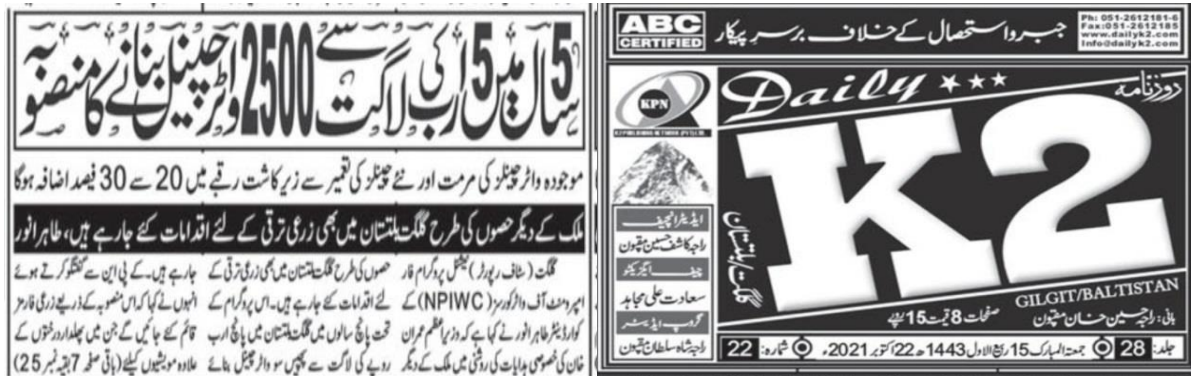 5 سال میں 5 ارب کی لاگت سے 2500 واٹر چینل بنانے کا منصوبہ
موجودہ واٹر چینلز کی مرمت اور نئے چینلز کی تعمیر سے زیر کاشت رقبے میں 20 سے 30 فیصد اضافہ ہوگا
ملک کے دیگر حصوں کی طرح گلگت بلتستان میں بھی زرعی ترقی کے لئے اقدامات کئے جارہے ہیں، طاہر انور
گلگت (سٹاف رپورٹر) نیشنل پروگرام فار
امپرومنٹ آف واٹر کورسز (NPIWC) کے
کوارڈینٹر طاہر انور نے کہا ہے کہ وزیر اعظم عمران
خان کی خصوصی ہدایات کی روشنی میں ملک کے دیگر
حصوں کی طرح گلگت بلتستان میں بھی زرعی ترقی کے
لئے اقدامات کئے جارہے ہیں۔ اس پروگرام کے
تحت پانچ سالوں میں گلگت بلتستان میں پانچ ارب
روپے کی لاگت سے پچیس سو واٹر چینل بنائے
جارہے ہیں۔ کے پی این سے گفتگو کرتے ہوئے
انہوں نے کہا کہ اس منصوبہ کے ذریعے زرعی فارمز
قائم کئے جائیں گے جن میں پھلدار درختوں کے
علاوہ مویشیوں کیلئے (باقی صفحہ 7 بقیہ نمبر 25)
ABC
CERTIFIED
جبر و استحصال کے خلاف برسر پیکار
Ph: 051-2612181-6
Fax:051-2612185
www.dailyk2.com
Info@dailyk2.com
KPN
K2 PUBLISHING NETWORK (PVT) LTD.
Daily
روزنامہ
K2
گلگت/بلتستان
GILGIT/BALTISTAN
ایڈیٹر انچیف
راجہ کاشف حسین مقپون
چیف ایگزیکٹو
سعادت علی مجاہد
گروپ ایڈیٹر
راجہ شاہ سلطان مقپون
بانی: راجہ حسین خان مقپون
صفحات 8 قیمت 15 روپے
جلد: 28 جمعۃ المبارک 15 ربیع الاول 1443ھ 22 اکتوبر 2021ء شمارہ: 22